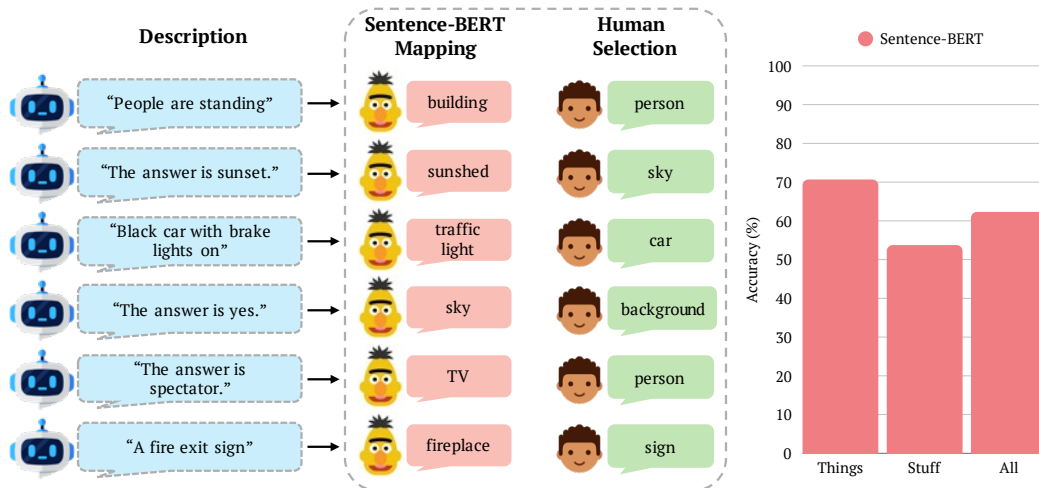 Description
Sentence-BERT
Mapping
Human
Selection
“People are standing”
building
person
“The answer is sunset.”
sunshed
sky
“Black car with brake
lights on”
traffic
light
car
“The answer is yes.”
sky
background
“The answer is
spectator.”
TV
person
“A fire exit sign”
fireplace
sign
Sentence-BERT
Accuracy (%)
100
90
80
70
60
50
40
30
20
10
0
Things
Stuff
All